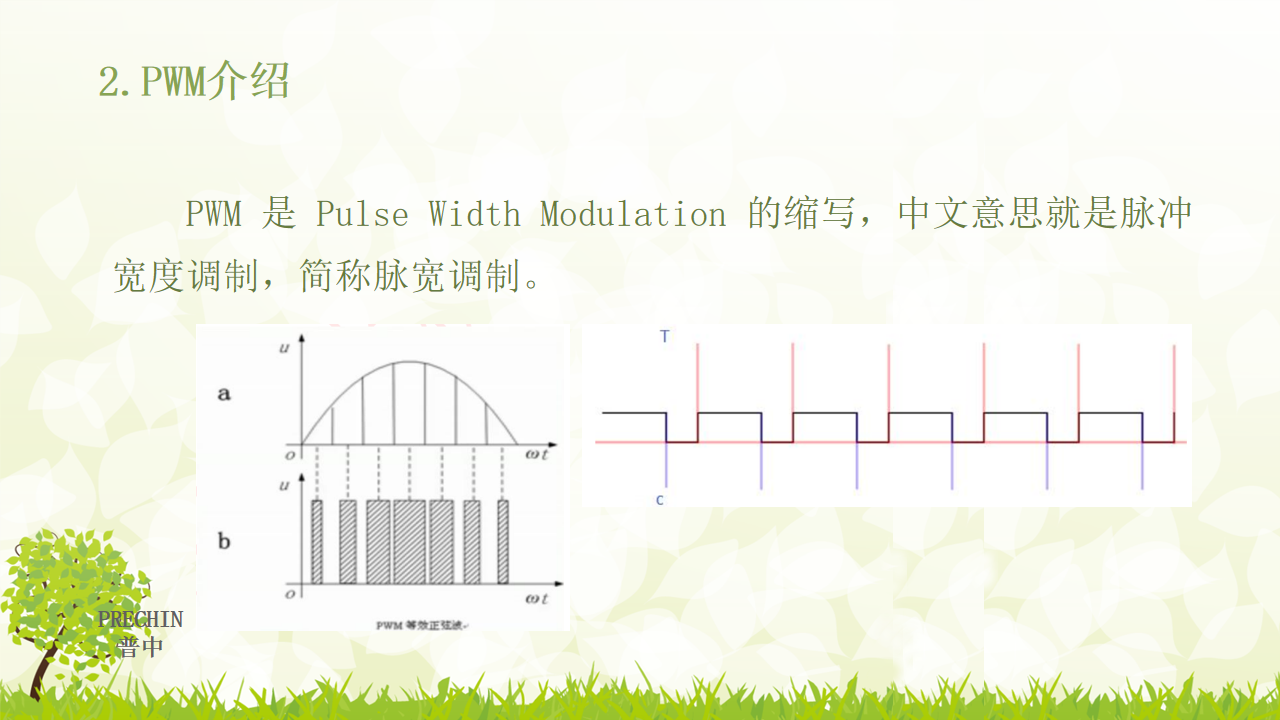 2.PWM介绍
PWM 是 Pulse Width Modulation 的缩写，中文意思就是脉冲
宽度调制，简称脉宽调制。
u
a
o
ωt
u
b
o
ωt
PWM 等效正弦波
T
c
PRECHIN
普中